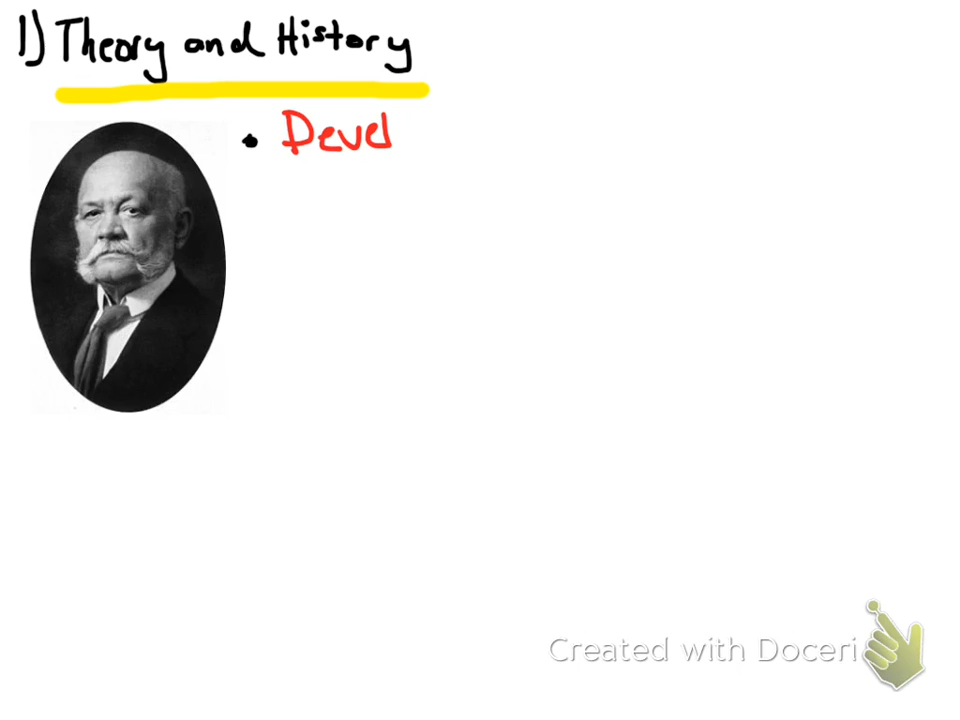 1) Theory and History
• Devel
Created with Doceri